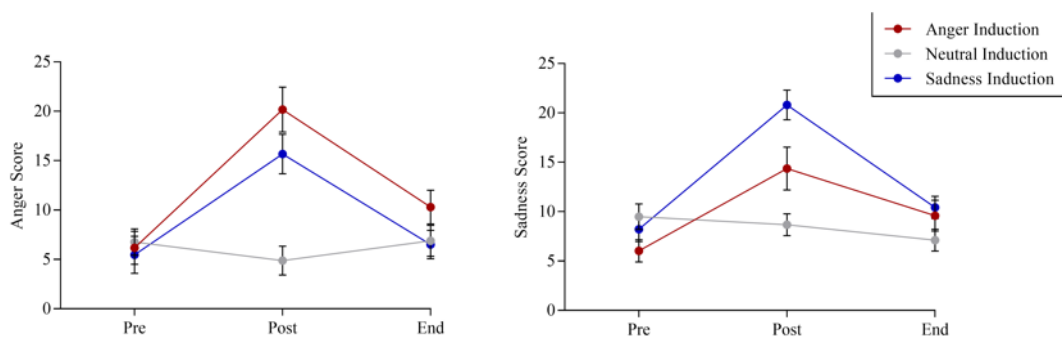 Anger Induction
Neutral Induction
Sadness Induction
Anger Score
25
20
15
10
5
0
Pre Post End
Sadness Score
25
20
15
10
5
0
Pre Post End